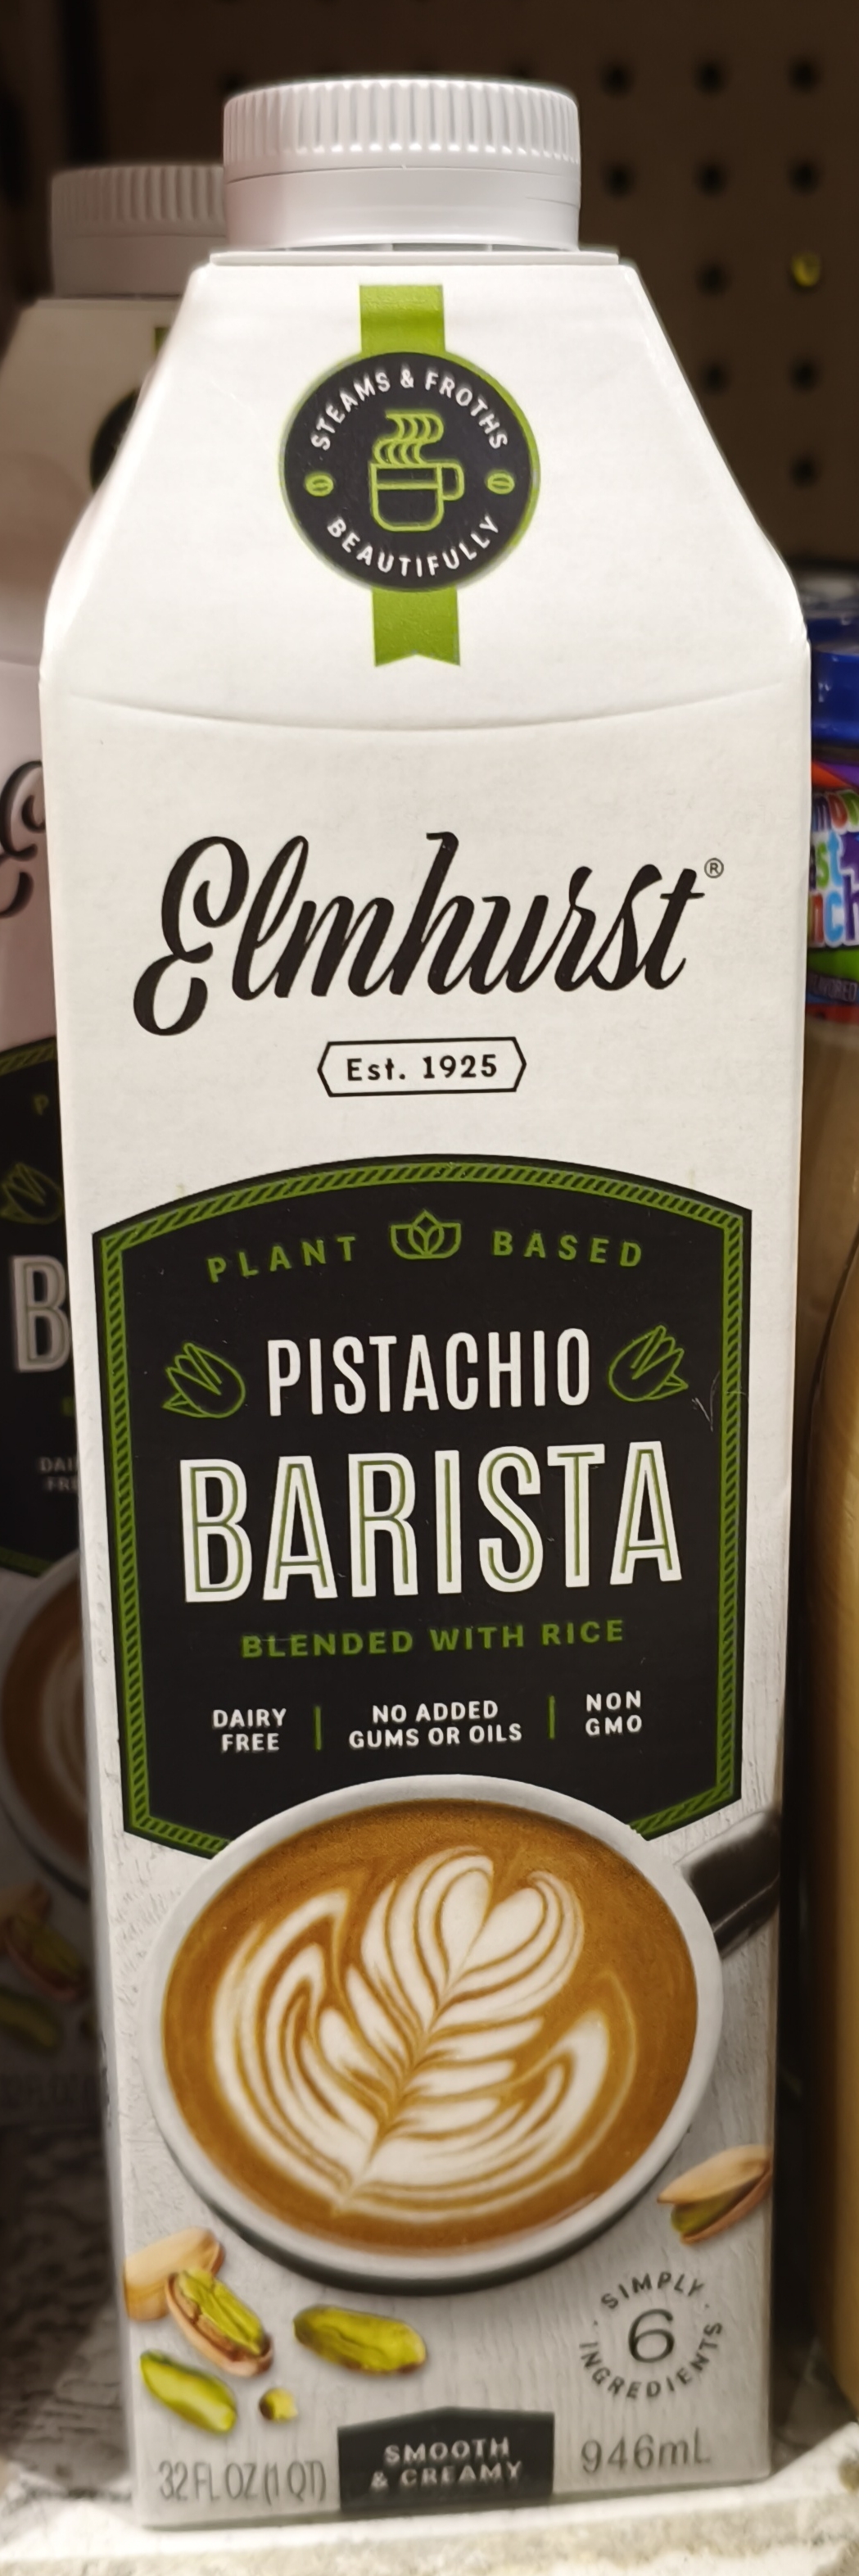 STEAMS & FROTHS
BEAUTIFULLY
Elmhurst®
Est. 1925
PLANT BASED
PISTACHIO
BARISTA
BLENDED WITH RICE
DAIRY FREE | NO ADDED GUMS OR OILS | NON GMO
SIMPLY
6
INGREDIENTS
32 FL OZ (1 QT)
SMOOTH
& CREAMY
946mL